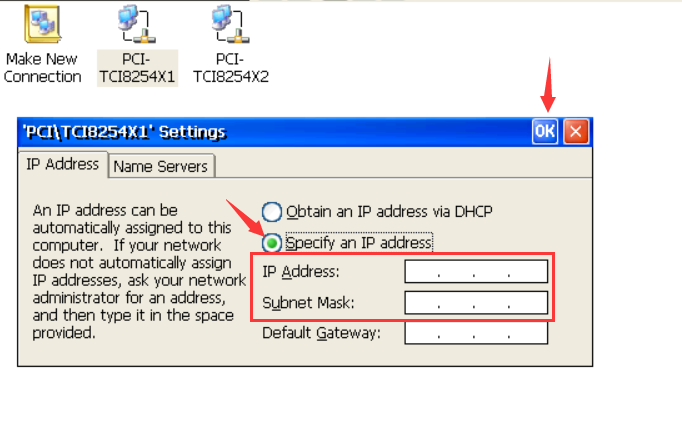 Make New
Connection
PCI-
TCI8254X1
PCI-
TCI8254X2
'PCI\TCI8254X1' Settings
OK
IP Address
Name Servers
An IP address can be
automatically assigned to this
computer. If your network
does not automatically assign
IP addresses, ask your network
administrator for an address,
and then type it in the space
provided.
Obtain an IP address via DHCP
Specify an IP address
IP Address:
. . .
Subnet Mask:
. . .
Default Gateway:
. . .